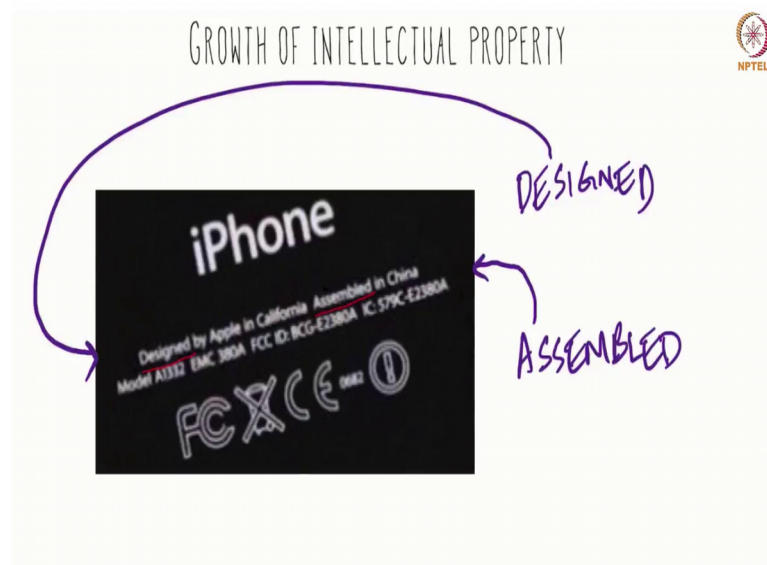 GROWTH OF INTELLECTUAL PROPERTY
NPTEL
DESIGNED
iPhone
Designed by Apple in California Assembled in China
Model A1332 EMC 380A FCC ID: BCG-E2380A IC: 579C-E2380A
FC CE 0682
ASSEMBLED